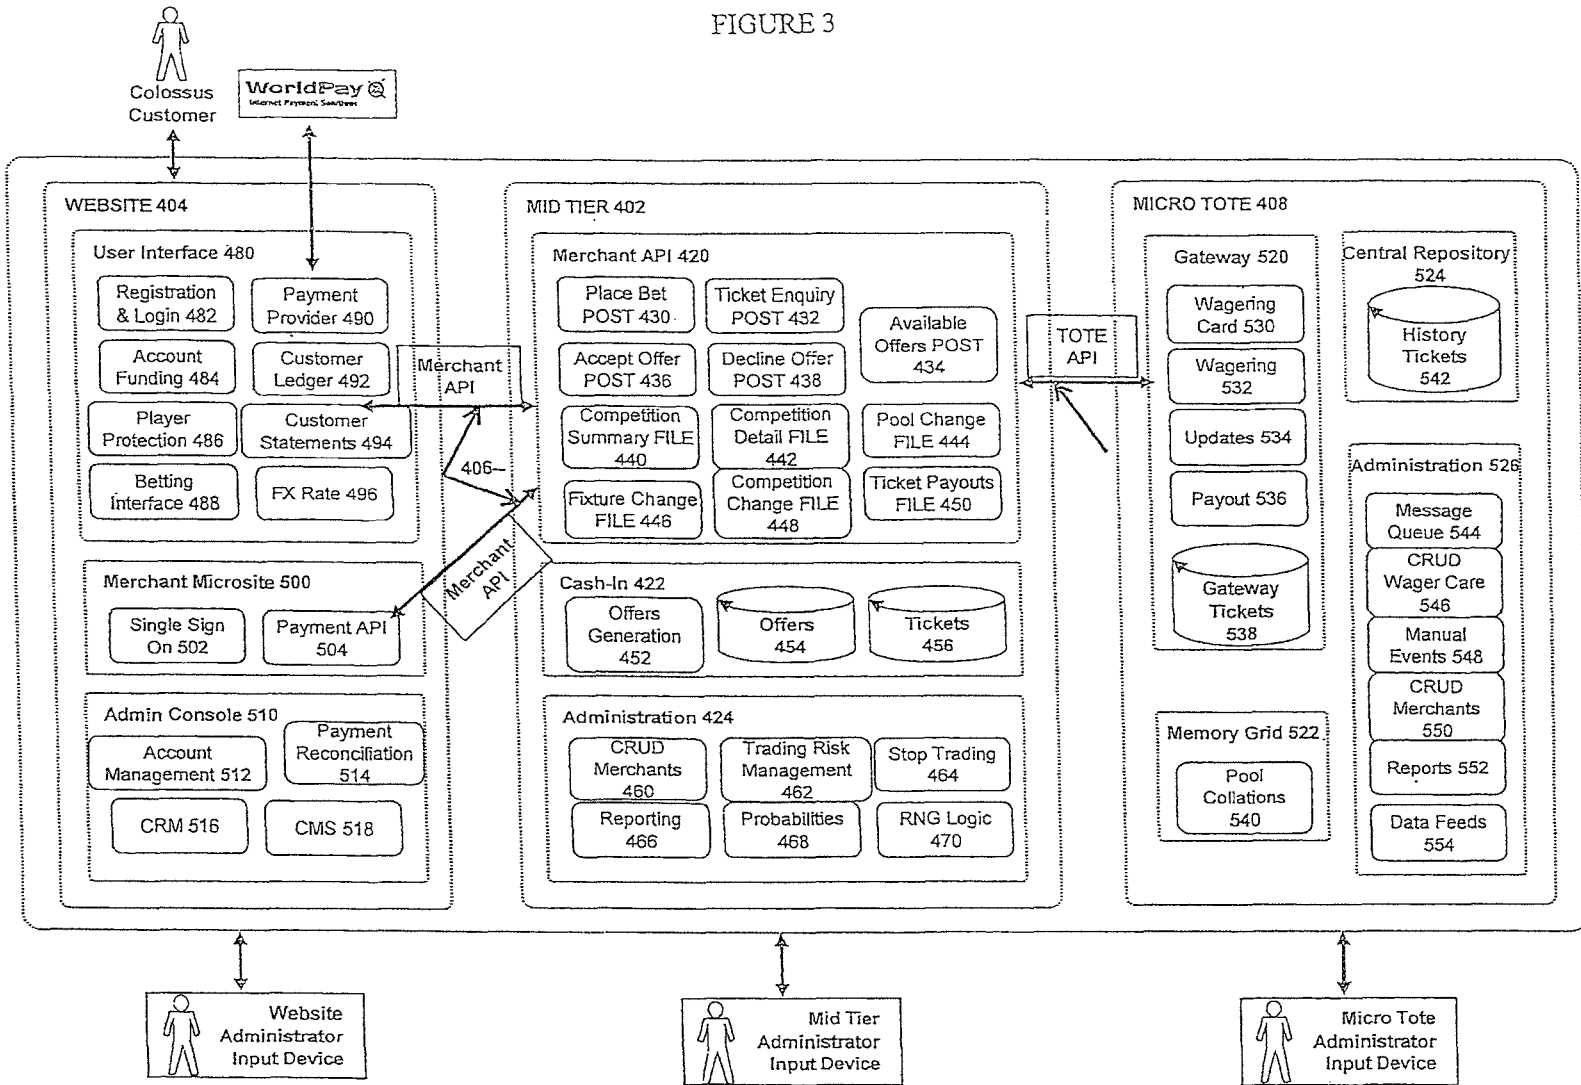 FIGURE 3
Colossus
Customer
WorldPay
Internet Payment Solutions
WEBSITE 404
User Interface 480
Registration
& Login 482
Payment
Provider 490
Account
Funding 484
Customer
Ledger 492
Player
Protection 486
Customer
Statements 494
Betting
Interface 488
FX Rate 496
Merchant Microsite 500
Single Sign
On 502
Payment API
504
Admin Console 510
Account
Management 512
Payment
Reconciliation
514
CRM 516
CMS 518
Merchant
API
406
Merchant
API
MID TIER 402
Merchant API 420
Place Bet
POST 430
Ticket Enquiry
POST 432
Available
Offers POST
434
Accept Offer
POST 436
Decline Offer
POST 438
Competition
Summary FILE
440
Competition
Detail FILE
442
Pool Change
FILE 444
Fixture Change
FILE 446
Competition
Change FILE
448
Ticket Payouts
FILE 450
Cash-In 422
Offers
Generation
452
Offers
454
Tickets
456
Administration 424
CRUD
Merchants
460
Trading Risk
Management
462
Stop Trading
464
Reporting
466
Probabilities
468
RNG Logic
470
TOTE
API
MICRO TOTE 408
Gateway 520
Wagering
Card 530
Wagering
532
Updates 534
Payout 536
Gateway
Tickets
538
Memory Grid 522
Pool
Collations
540
Central Repository
524
History
Tickets
542
Administration 526
Message
Queue 544
CRUD
Wager Care
546
Manual
Events 548
CRUD
Merchants
550
Reports 552
Data Feeds
554
Website
Administrator
Input Device
Mid Tier
Administrator
Input Device
Micro Tote
Administrator
Input Device